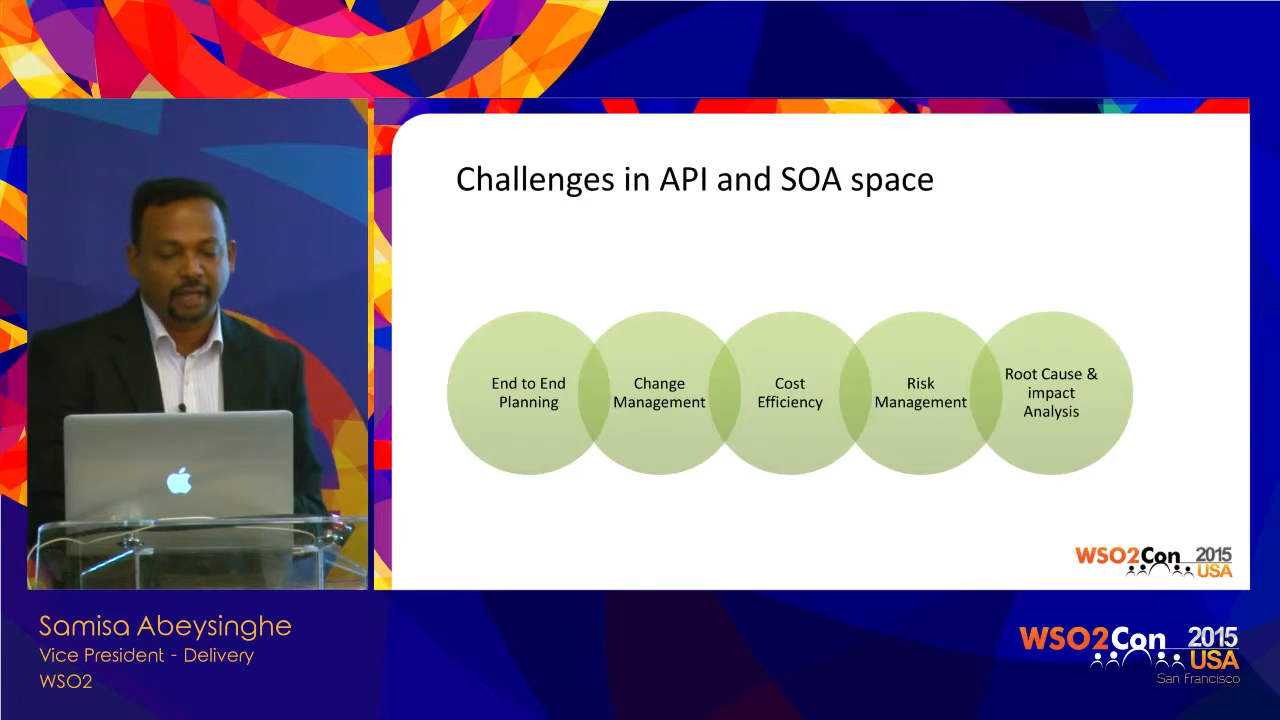 Challenges in API and SOA space
End to End
Planning
Change
Management
Cost
Efficiency
Risk
Management
Root Cause &
impact
Analysis
WSO2Con 2015
USA
Samisa Abeysinghe
Vice President - Delivery
WSO2
WSO2Con 2015
USA
San Francisco